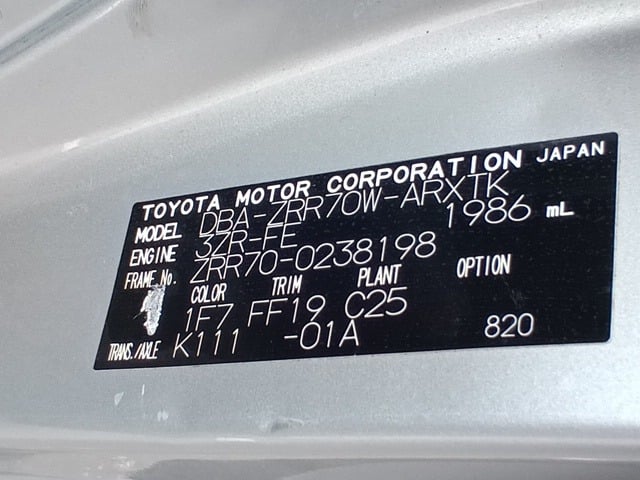 TOYOTA MOTOR CORPORATION JAPAN
MODEL DBA-ZRR70W-ARXTK
ENGINE 3ZR-FE 1986 mL
FRAME No. ZRR70-0238198
COLOR TRIM PLANT OPTION
1F7 FF19 C25
TRANS./AXLE K111 -01A 820